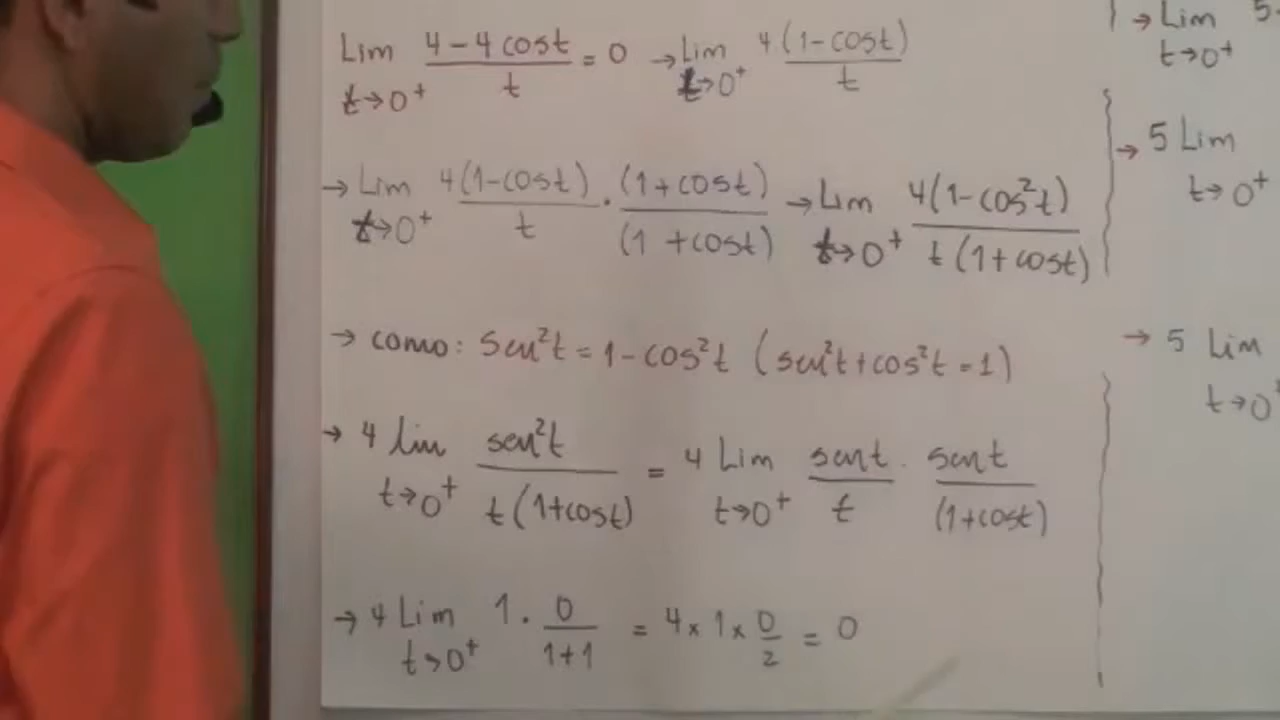 Lim 4-4cost/t = 0 → Lim 4(1-cost)/t
t→0⁺ t→0⁺
→ Lim 4(1-cost)/t · (1+cost)/(1+cost) → Lim 4(1-cos²t)/t(1+cost)
t→0⁺ t→0⁺
→ como: Sen²t = 1-cos²t (sen²t+cos²t=1)
→ 4 lim sen²t/t(1+cost) = 4 Lim sent/t · sent/(1+cost)
t→0⁺ t→0⁺
→ 4 Lim 1·0/1+1 = 4x1x0/2 = 0
t→0⁺
→ Lim 5
t→0⁺
→ 5 Lim
t→0⁺
→ 5 Lim
t→0⁺